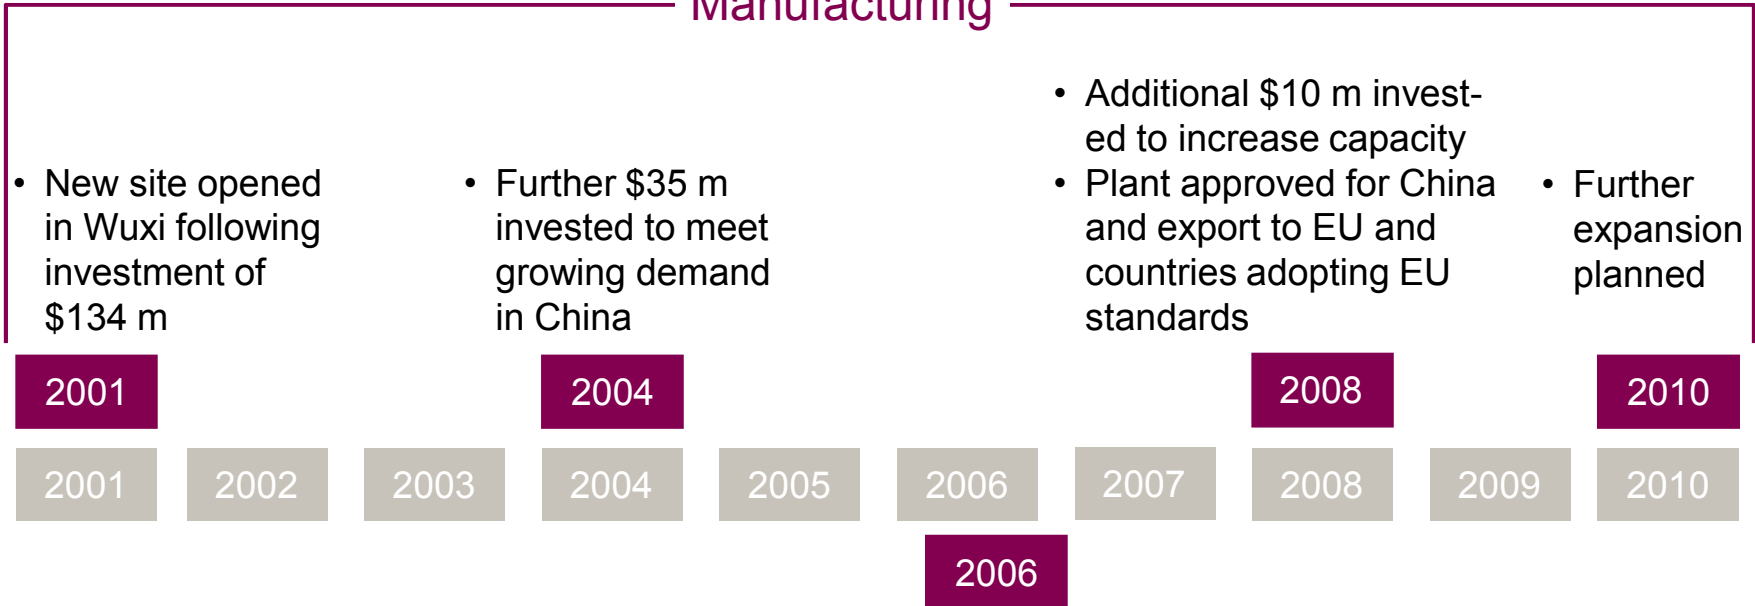 Manufacturing
• Additional $10 m invest-
ed to increase capacity
• New site opened
in Wuxi following
investment of
$134 m
• Further $35 m
invested to meet
growing demand
in China
• Plant approved for China
and export to EU and
countries adopting EU
standards
• Further
expansion
planned
2001
2004
2008
2010
2001
2002
2003
2004
2005
2006
2007
2008
2009
2010
2006